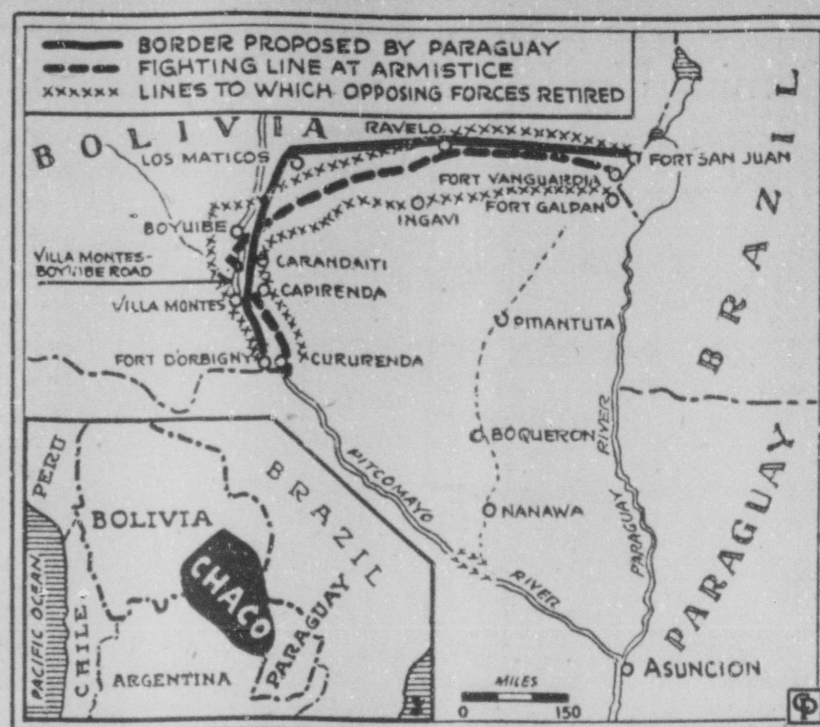 BORDER PROPOSED BY PARAGUAY
FIGHTING LINE AT ARMISTICE
LINES TO WHICH OPPOSING FORCES RETIRED
BOLIVIA
RAVELO
LOS MATICOS
FORT SAN JUAN
FORT VANGUARDIA
FORT GALPAN
INGAVI
BOYUIBE
VILLA MONTES-
BOYUIBE ROAD
CARANDAITI
CAPIRENDA
VILLA MONTES
PITIANTUTA
FORT D'ORBIGNY
CURURENDA
BRAZIL
BOQUERON
NANAWA
PITCOMAYO
RIVER
PARAGUAY
RIVER
PARAGUAY
ASUNCION
MILES
0 150
PERU
BOLIVIA
BRAZIL
CHACO
PACIFIC OCEAN
CHILE
PARAGUAY
ARGENTINA
CP